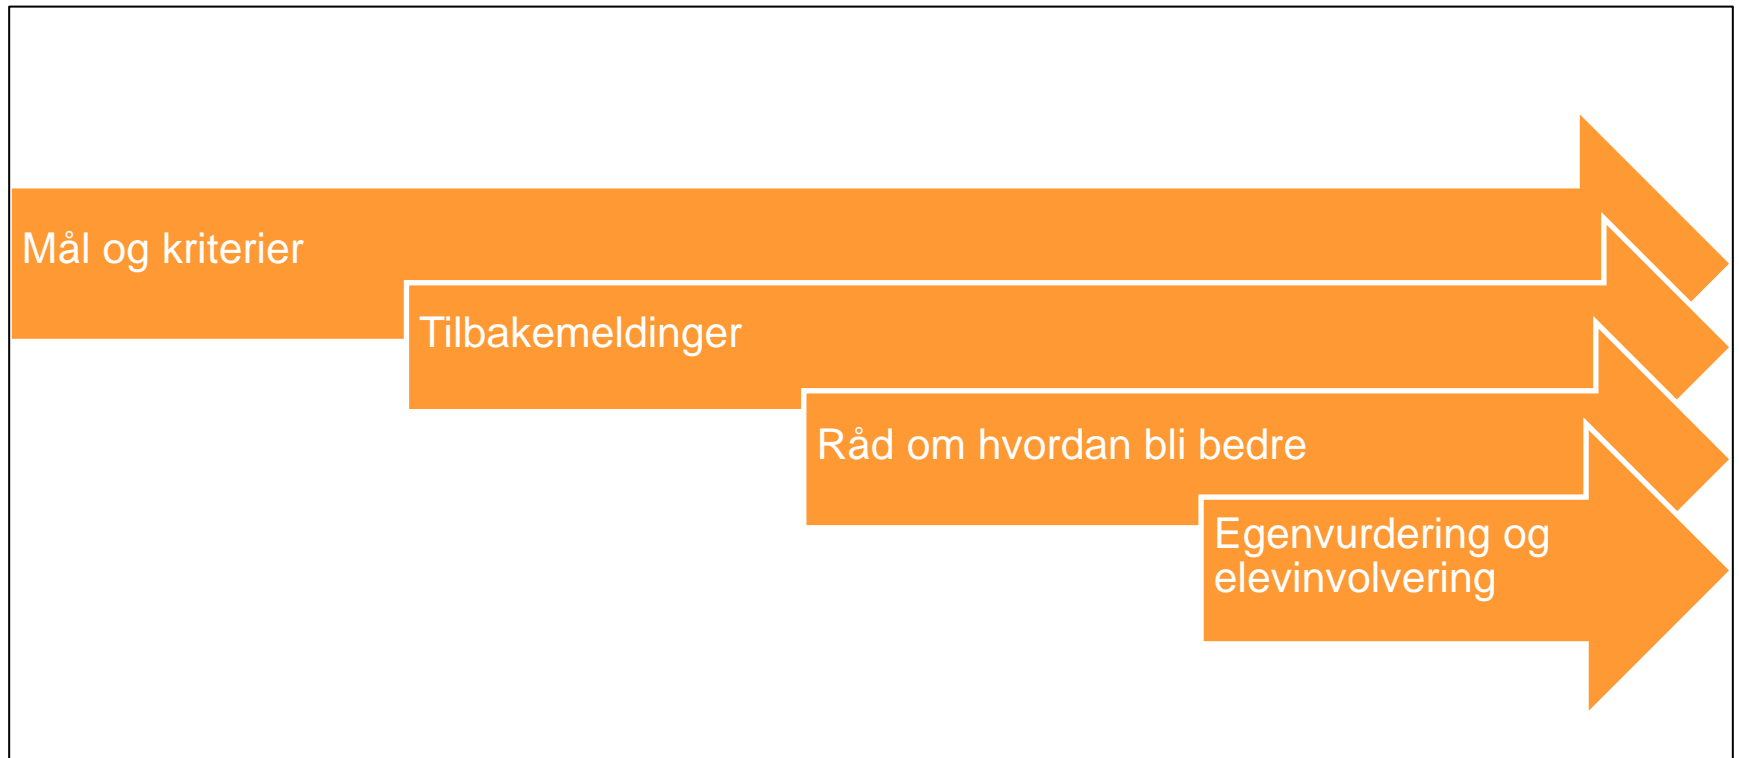 Mål og kriterier
Tilbakemeldinger
Råd om hvordan bli bedre
Egenvurdering og
elevinvolvering